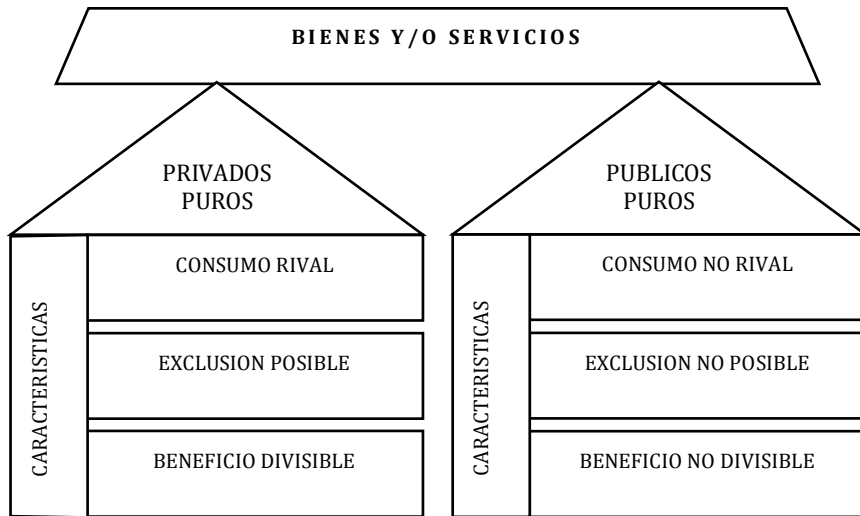 BIENES Y/O SERVICIOS
PRIVADOS
PUROS
CARACTERISTICAS
CONSUMO RIVAL
EXCLUSION POSIBLE
BENEFICIO DIVISIBLE
PUBLICOS
PUROS
CARACTERISTICAS
CONSUMO NO RIVAL
EXCLUSION NO POSIBLE
BENEFICIO NO DIVISIBLE